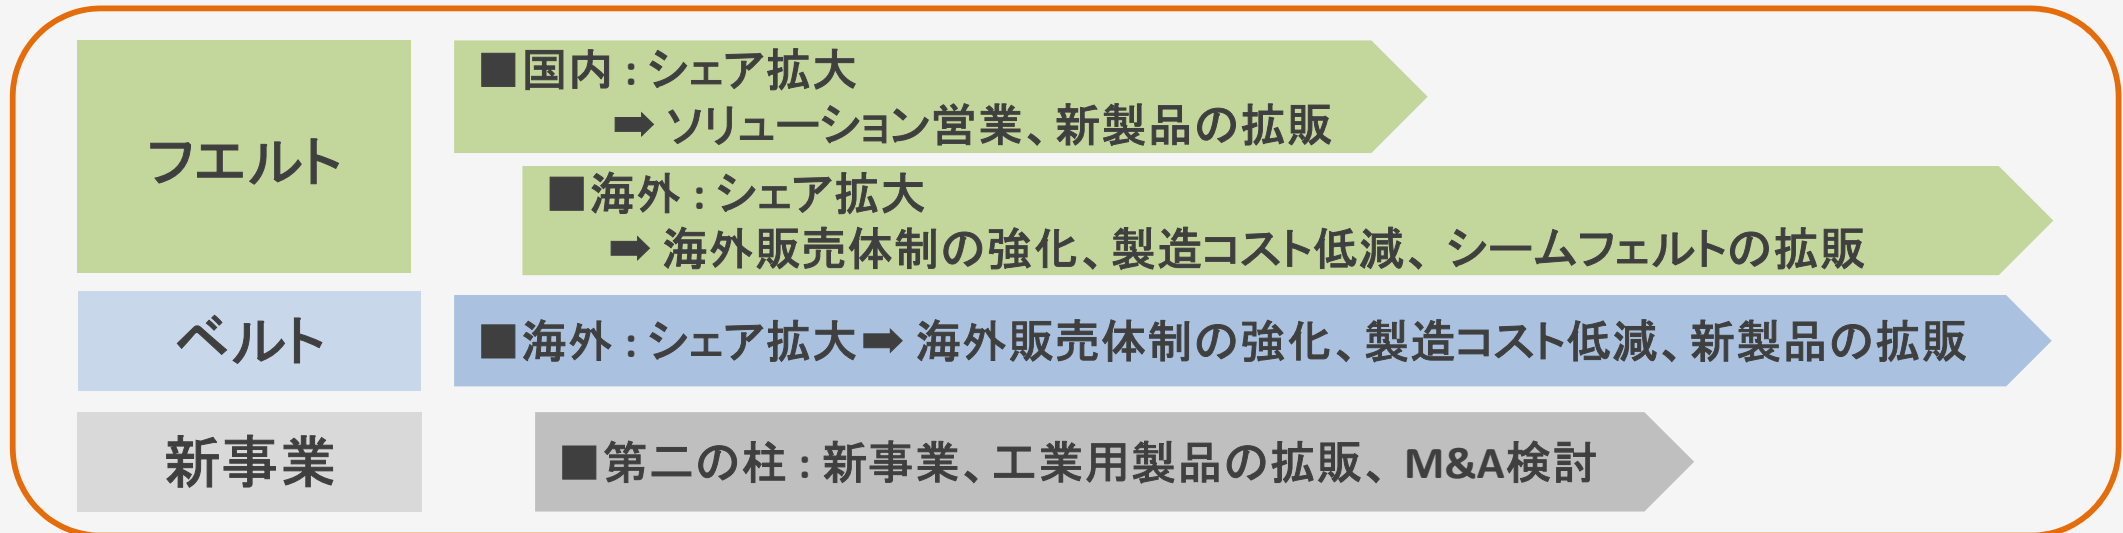 フエルト
■国内：シェア拡大
➡ ソリューション営業、新製品の拡販
■海外：シェア拡大
➡ 海外販売体制の強化、製造コスト低減、シームフェルトの拡販
ベルト
■海外：シェア拡大➡ 海外販売体制の強化、製造コスト低減、新製品の拡販
新事業
■第二の柱：新事業、工業用製品の拡販、M&A検討